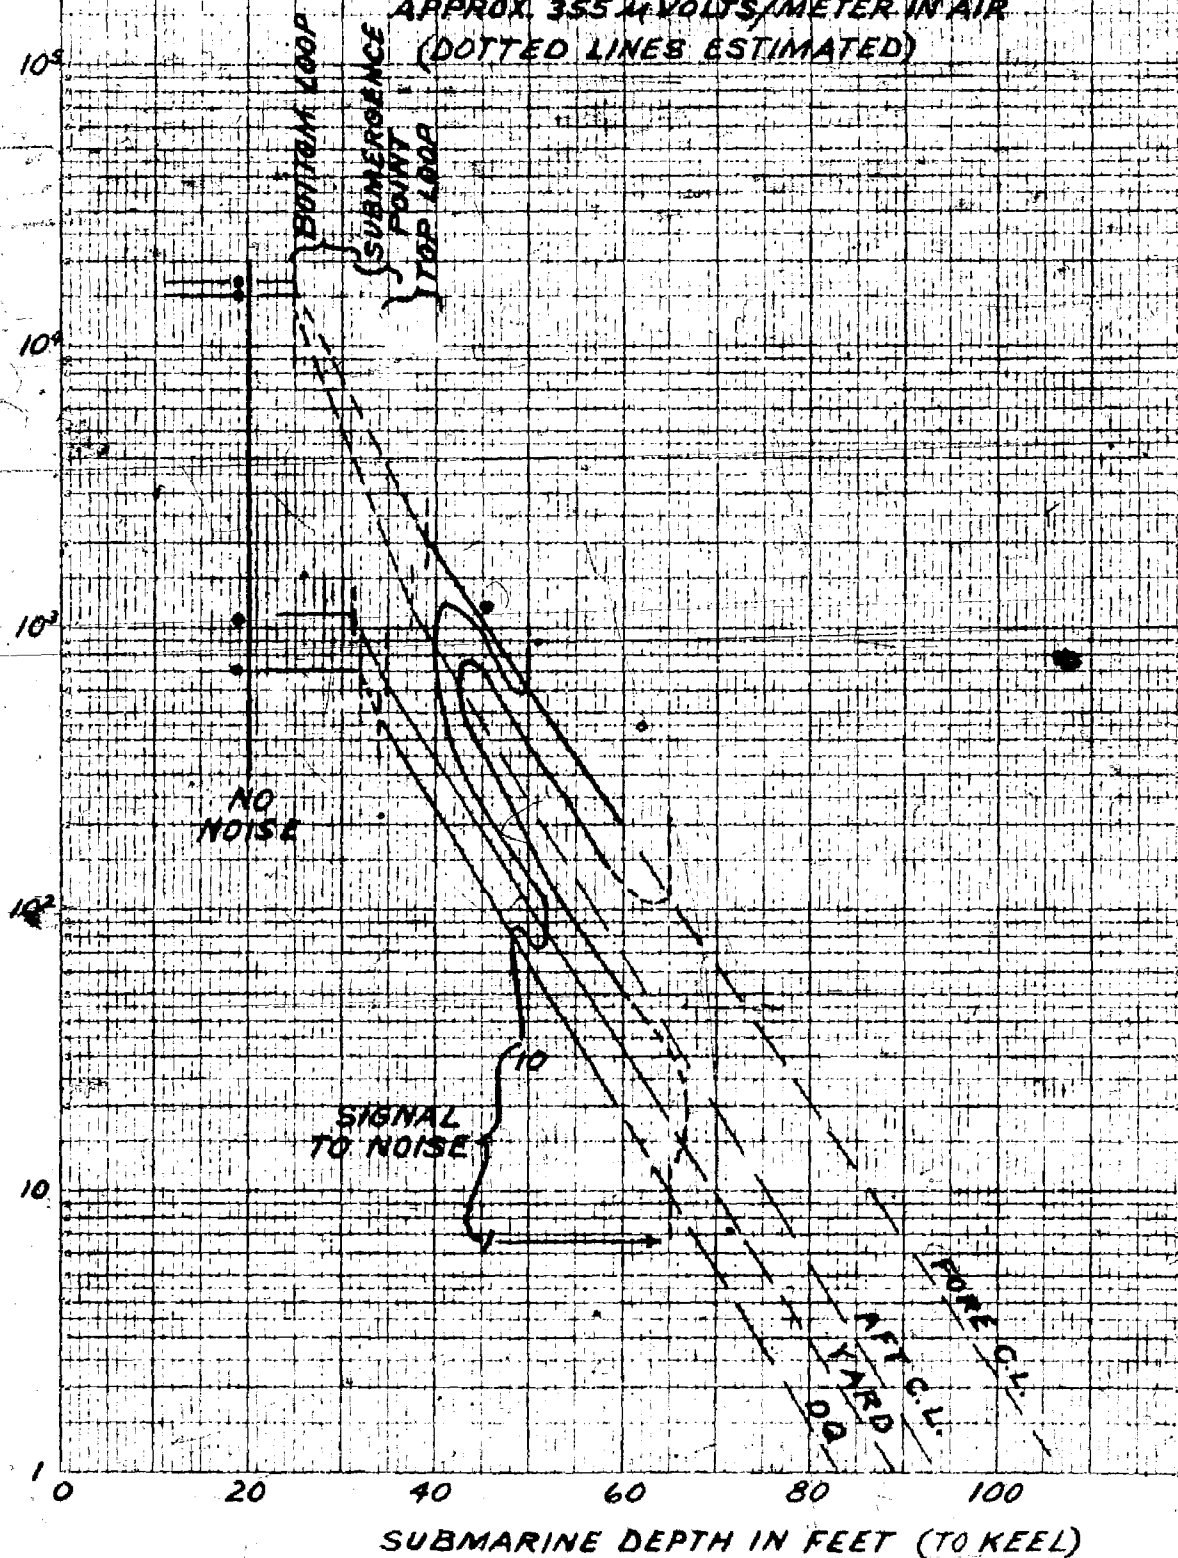 APPROX. 355 µ VOLTS/METER IN AIR
(DOTTED LINES ESTIMATED)
BOTTOM LOOP
SUBMERGENCE
POINT
TOP LOOP
10⁵
10⁴
10³
10²
10
1
NO
NOISE
10
SIGNAL
TO NOISE
1
FORE C.L.
AFT C.L.
YARD
DQ
0
20
40
60
80
100
SUBMARINE DEPTH IN FEET (TO KEEL)